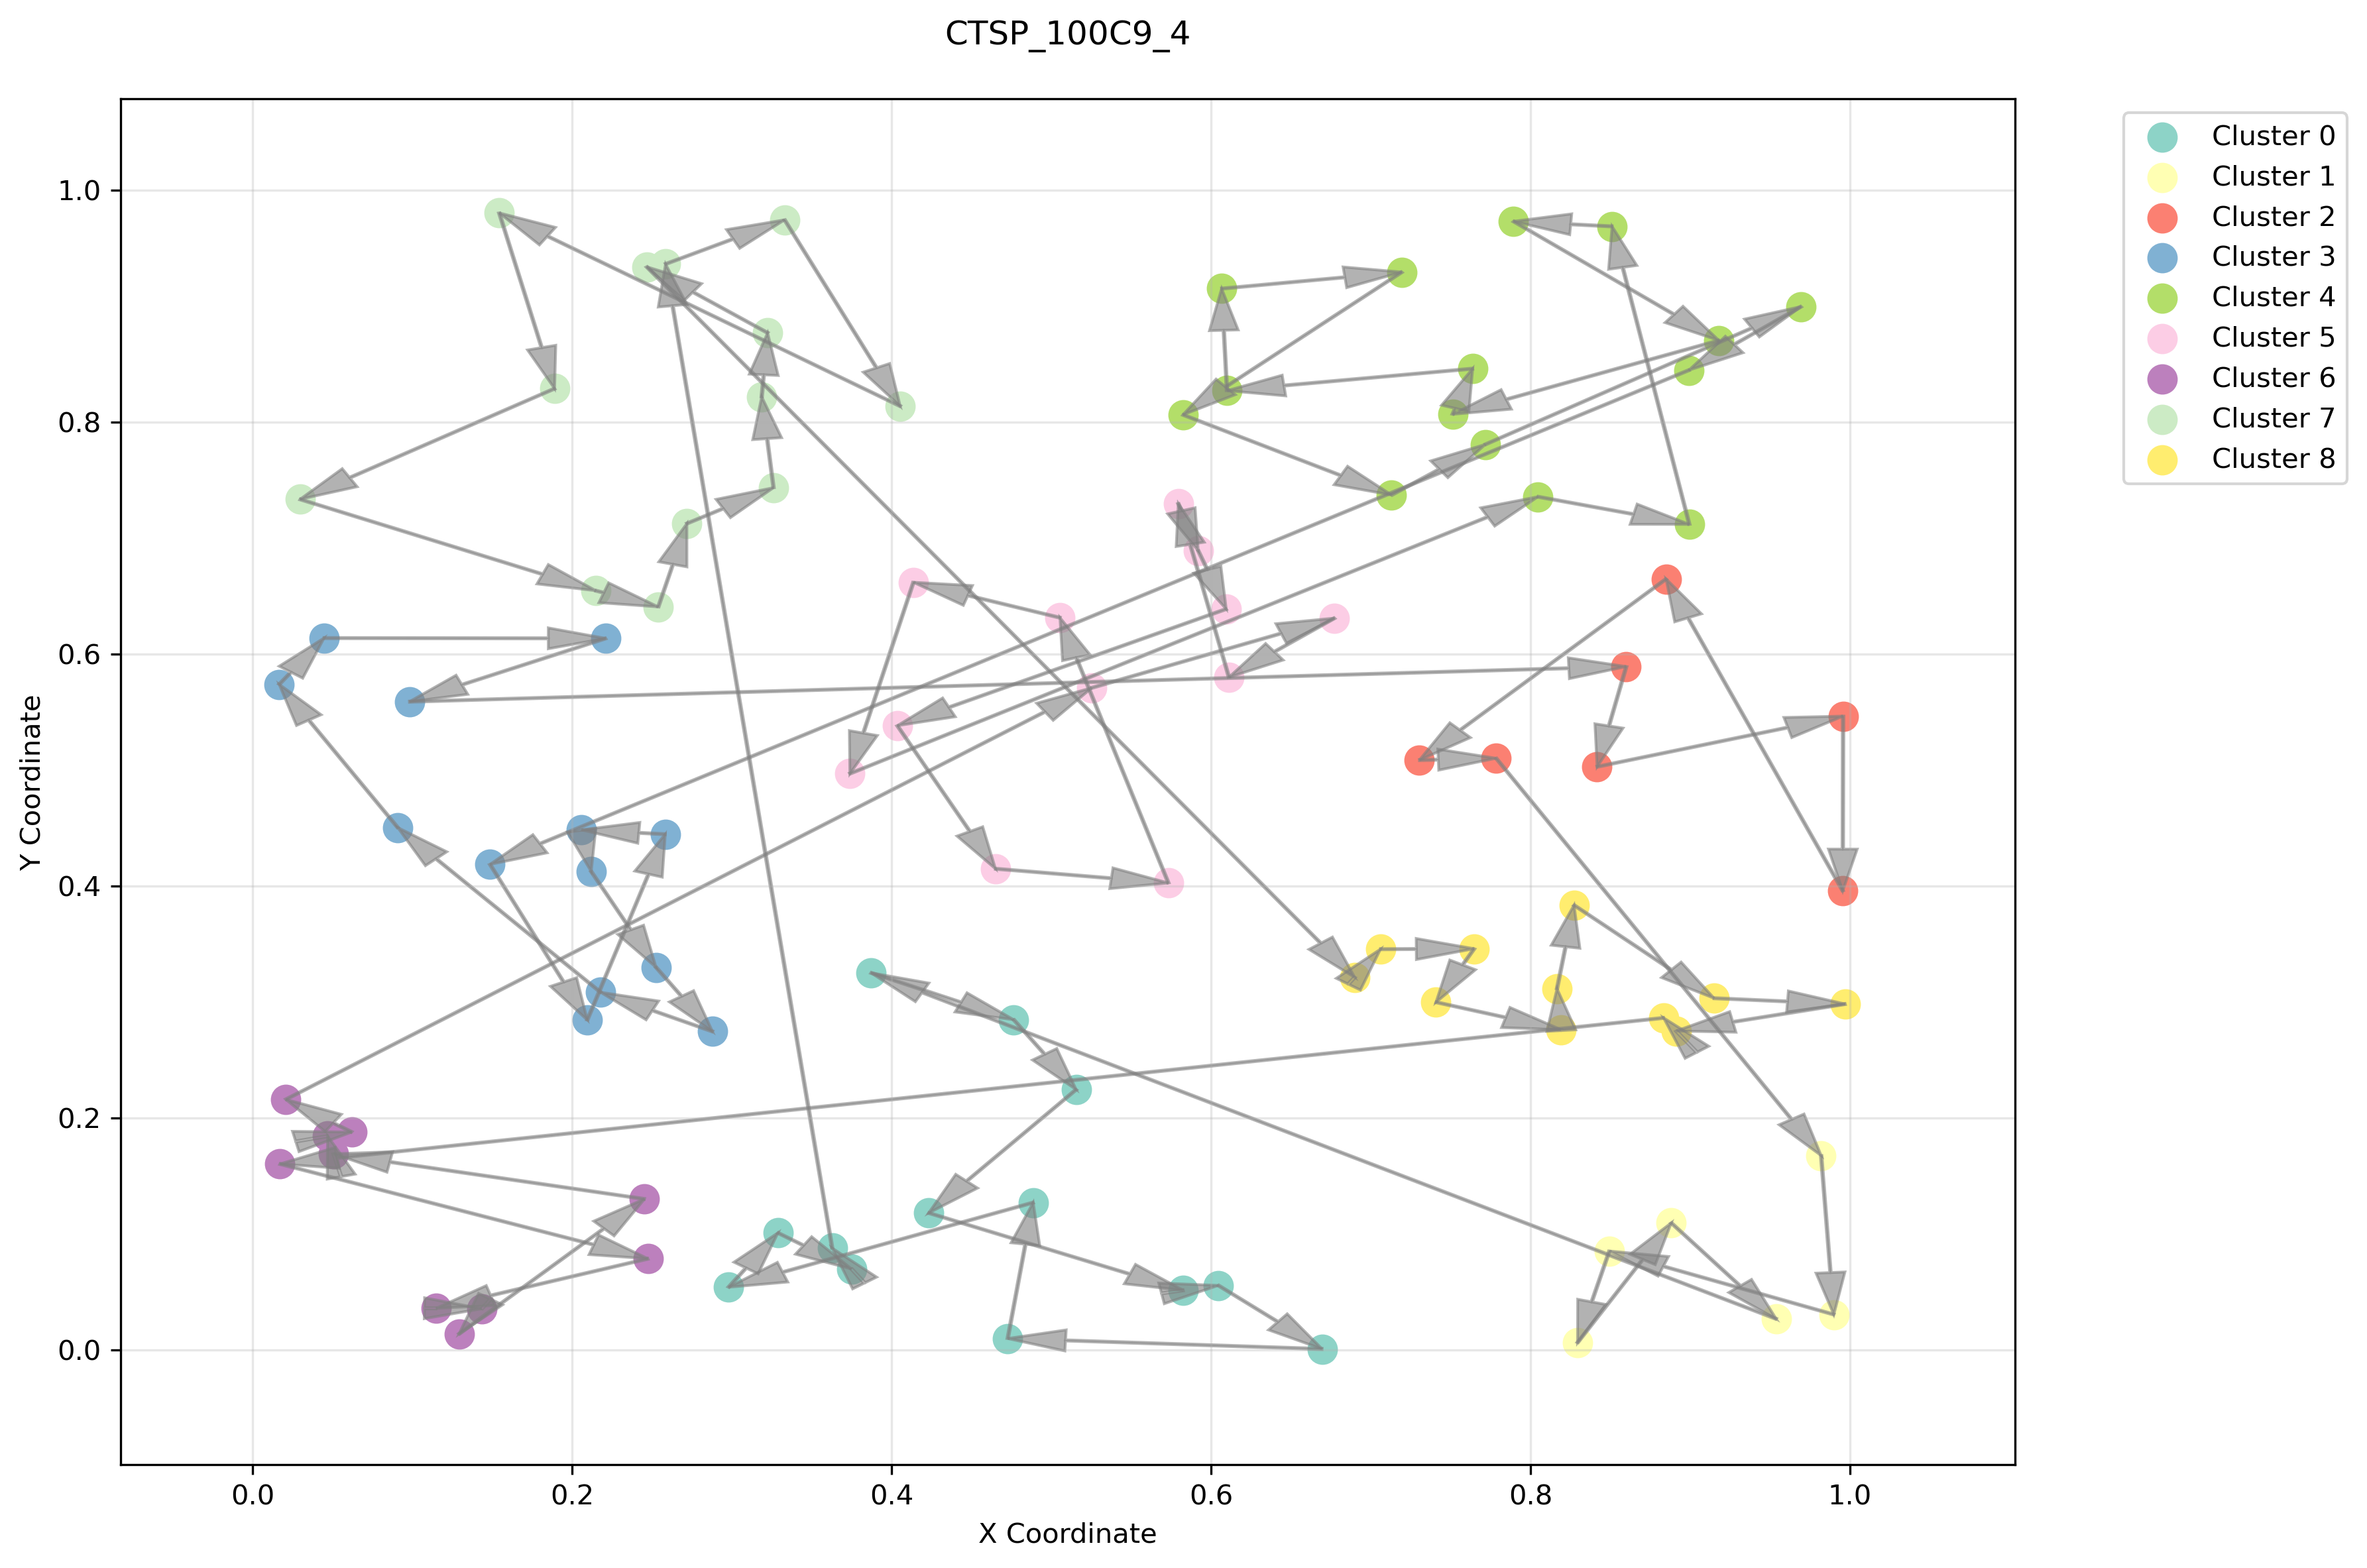 CTSP_100C9_4
Cluster 0
Cluster 1
Cluster 2
Cluster 3
Cluster 4
Cluster 5
Cluster 6
Cluster 7
Cluster 8
1.0
0.8
0.6
0.4
0.2
0.0
Y Coordinate
0.0 0.2 0.4 0.6 0.8 1.0
X Coordinate